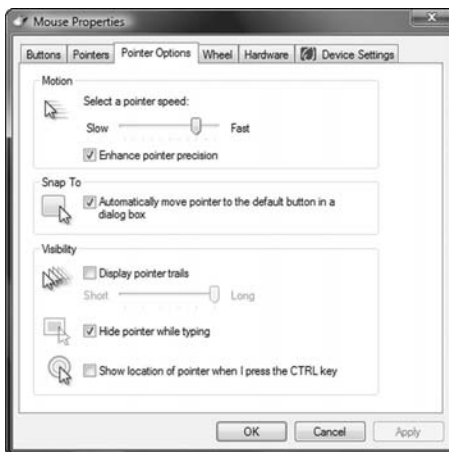 Mouse Properties
Buttons Pointers Pointer Options Wheel Hardware Device Settings
Motion
Select a pointer speed:
Slow Fast
Enhance pointer precision
Snap To
Automatically move pointer to the default button in a
dialog box
Visibility
Display pointer trails
Short Long
Hide pointer while typing
Show location of pointer when I press the CTRL key
OK Cancel Apply